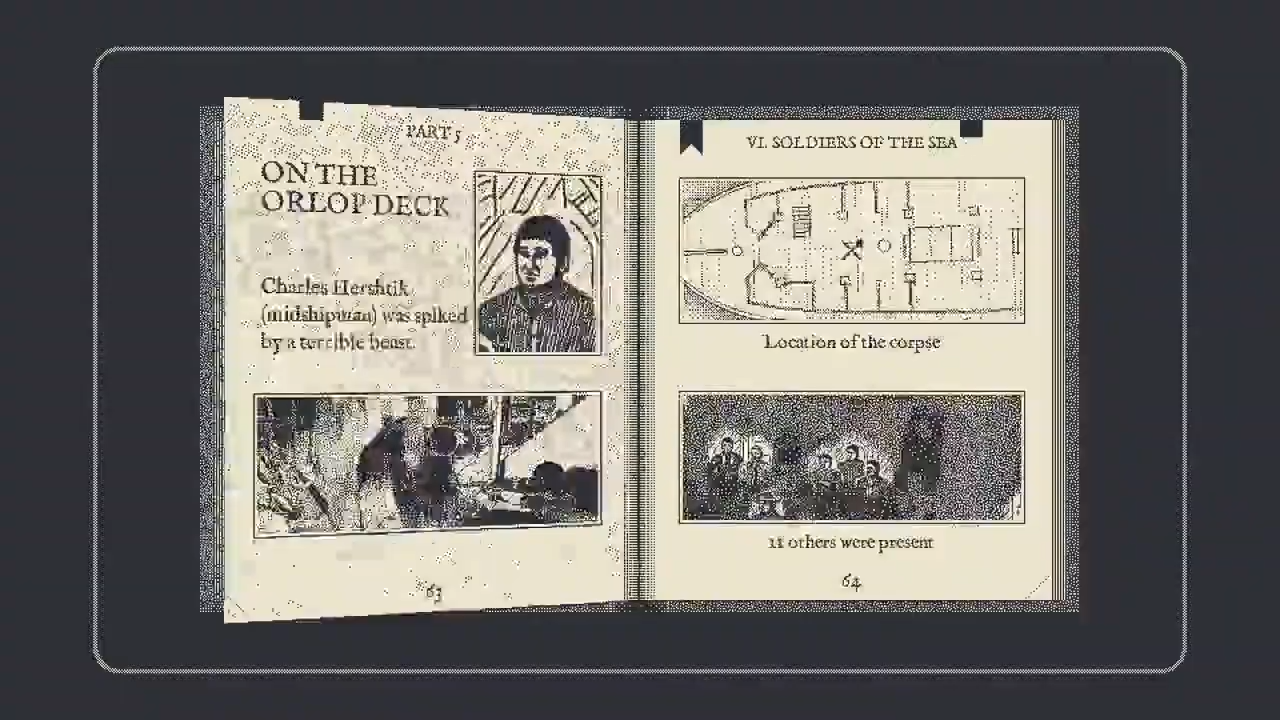 PART 5
ON THE
ORLOP DECK
Charles Hershtik
(midshipman) was spiked
by a terrible beast.
63
VI. SOLDIERS OF THE SEA
Location of the corpse
11 others were present
64